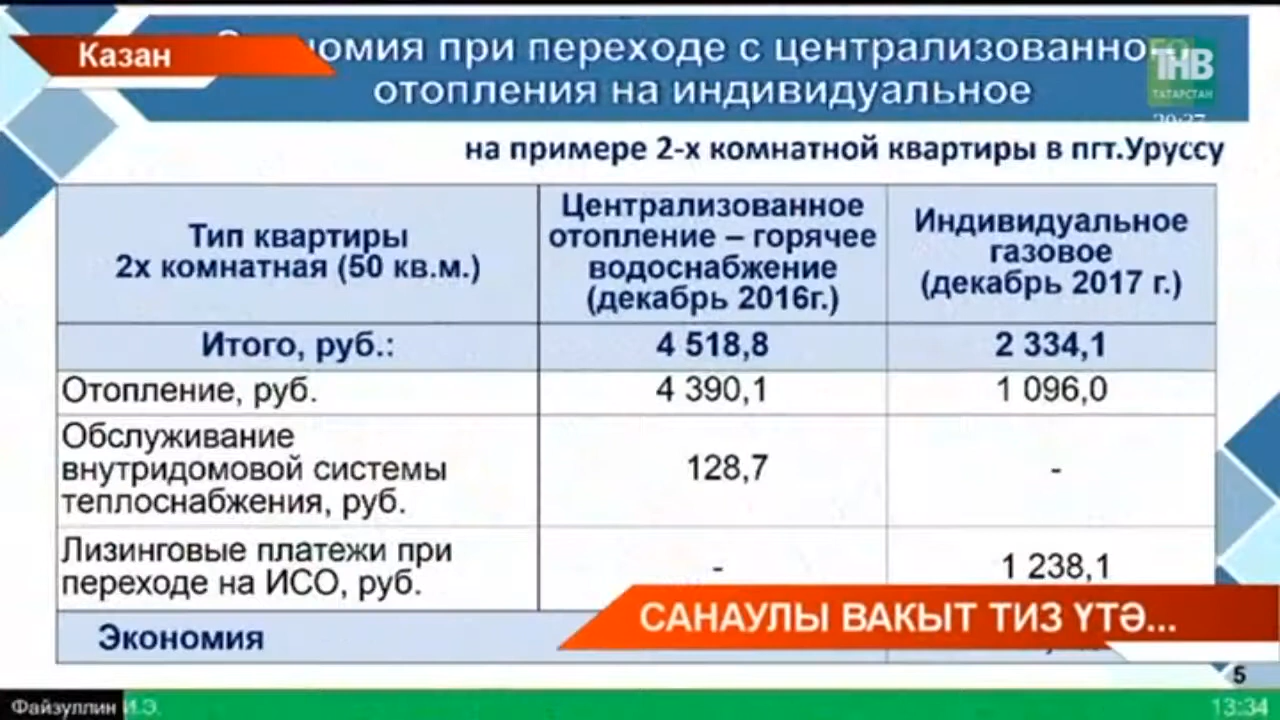 Казан
номия при переходе с централизованно
отопления на индивидуальное
ТНВ
ТАТАРСТАН
на примере 2-х комнатной квартиры в пгт.Уруссу
Тип квартиры
2х комнатная (50 кв.м.)
Централизованное
отопление – горячее
водоснабжение
(декабрь 2016г.)
Индивидуальное
газовое
(декабрь 2017 г.)
Итого, руб.:
4 518,8
2 334,1
Отопление, руб.
4 390,1
1 096,0
Обслуживание
внутридомовой системы
теплоснабжения, руб.
128,7
-
Лизинговые платежи при
переходе на ИСО, руб.
-
1 238,1
Экономия
САНАУЛЫ ВАКЫТ ТИЗ ҮТӘ...
5
Файзуллин И.Э.
13:34